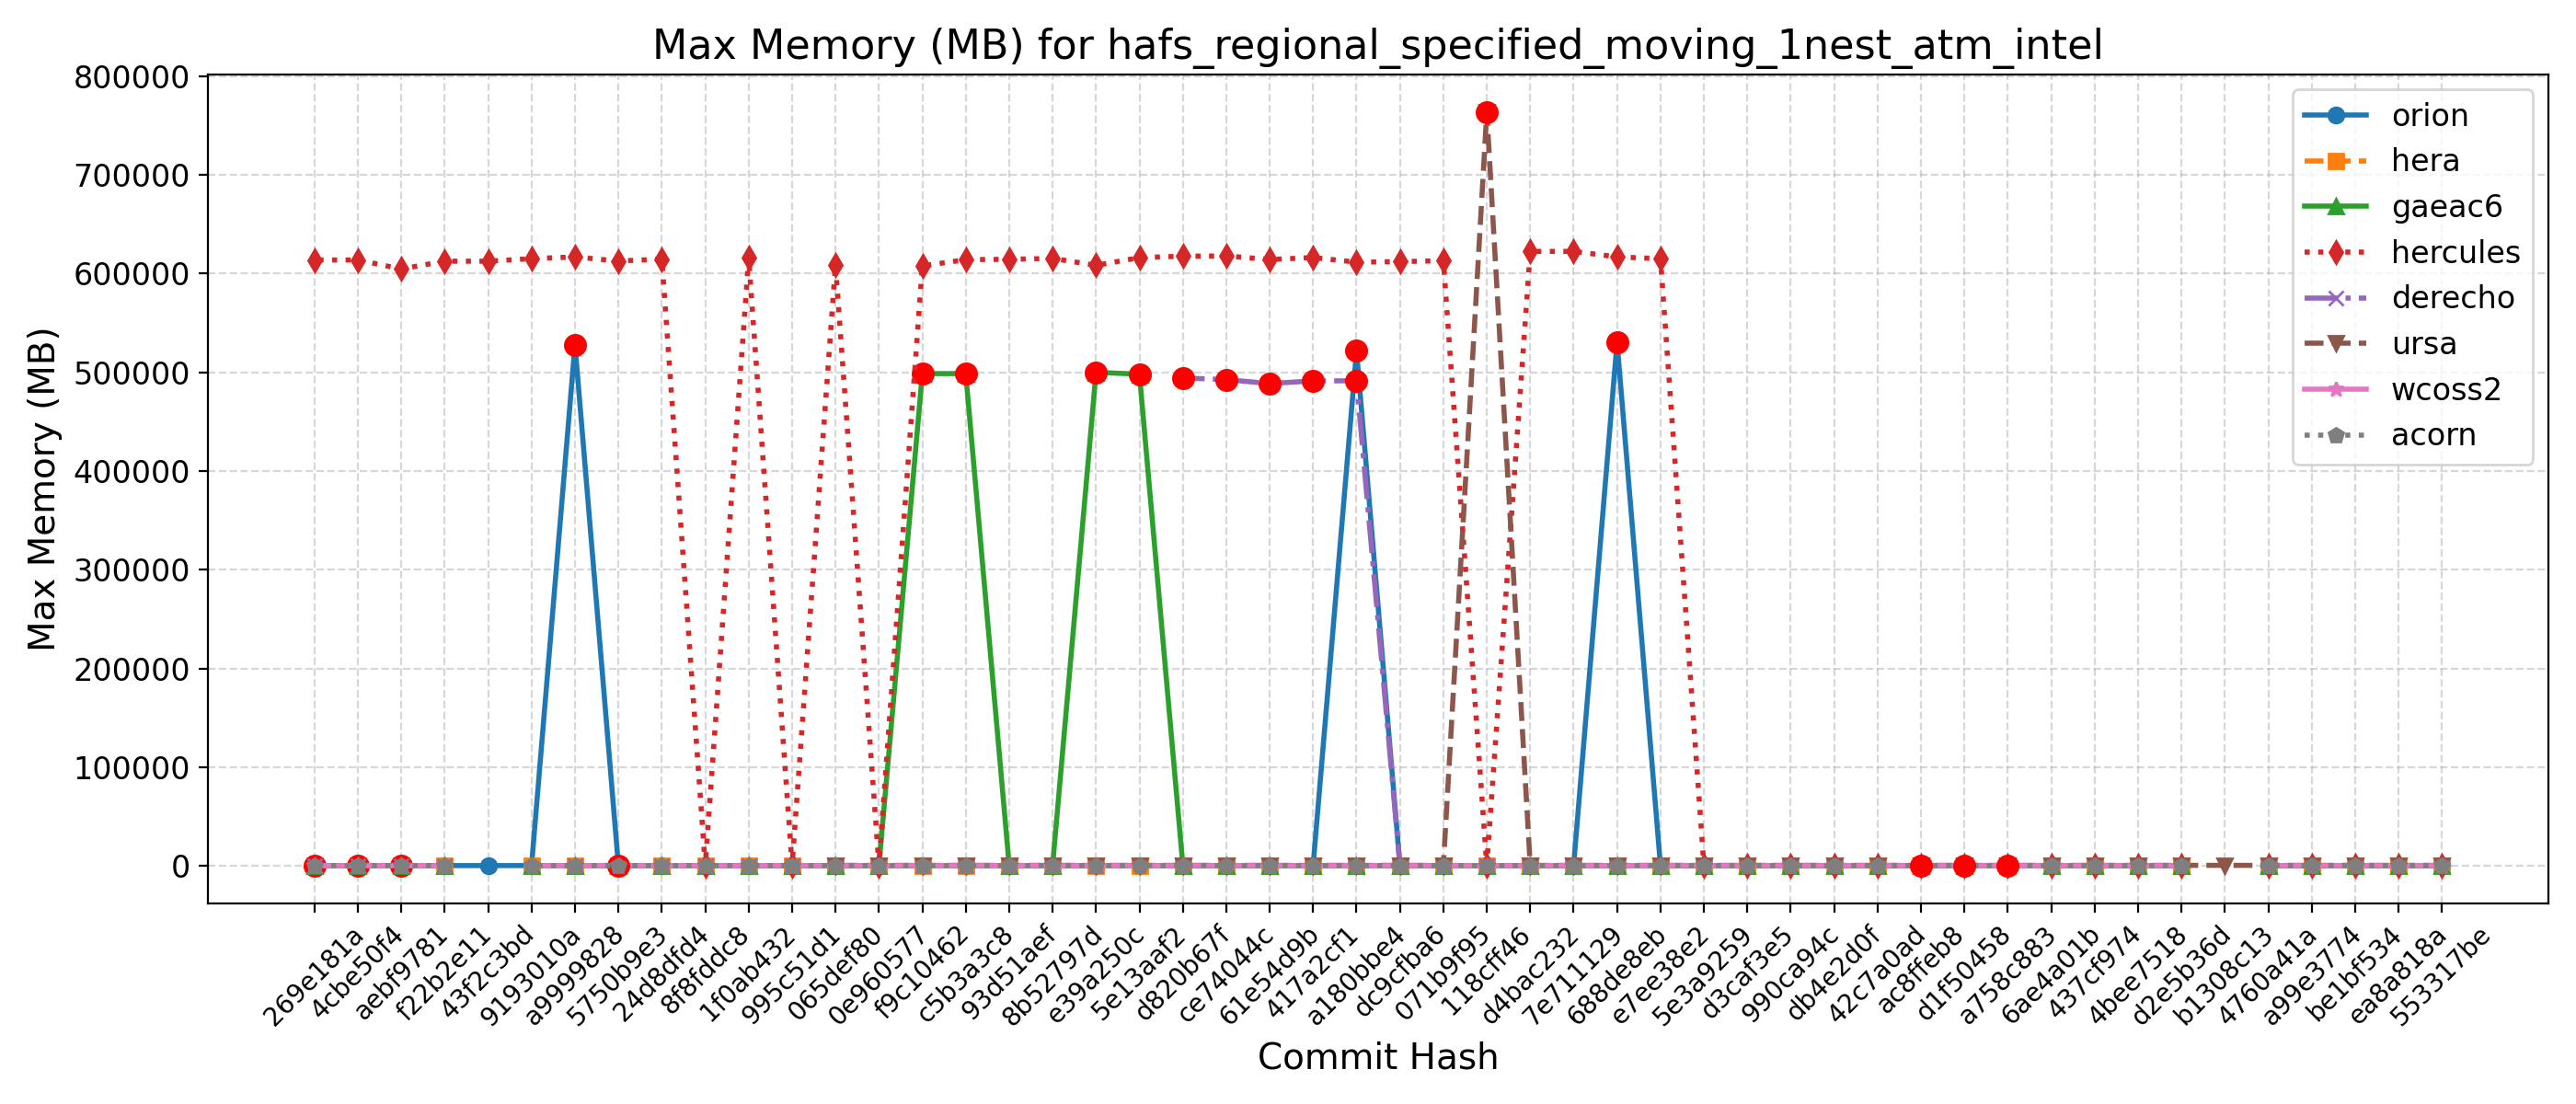 Max Memory (MB) for hafs_regional_specified_moving_1nest_atm_intel
Max Memory (MB)
800000
700000
600000
500000
400000
300000
200000
100000
0
orion
hera
gaeac6
hercules
derecho
ursa
wcoss2
acorn
269e181a
4cbe50f4
aebf9781
f22b2e11
43f2c3bd
9193010a
a9999828
5750b9e3
24d8dfd4
8f8fddc8
1f0ab432
995c51d1
065def80
0e960577
f9c10462
c5b3a3c8
93d51aef
8b52797d
e39a250c
5e13aaf2
d820b67f
ce74044c
61e54d9b
417a2cf1
a180bbe4
dc9cfba6
071b9f95
118cff46
d4bac232
7e711129
688de8eb
e7ee38e2
5e3a9259
d3caf3e5
990ca94c
db4e2d0f
42c7a0ad
ac8ffeb8
d1f50458
a758c883
6ae4a01b
437cf974
4bee7518
d2e5b36d
b1308c13
4760a41a
a99e3774
be1bf534
ea8a818a
553317be
Commit Hash